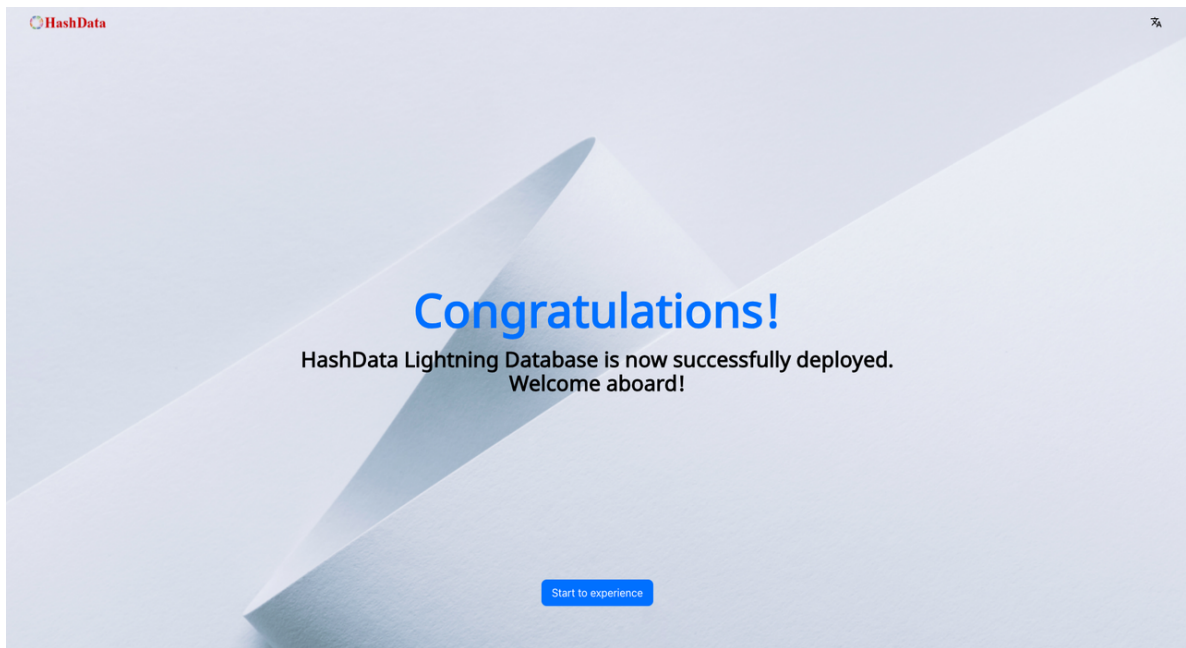 HashData
Congratulations!
HashData Lightning Database is now successfully deployed.
Welcome aboard!
Start to experience